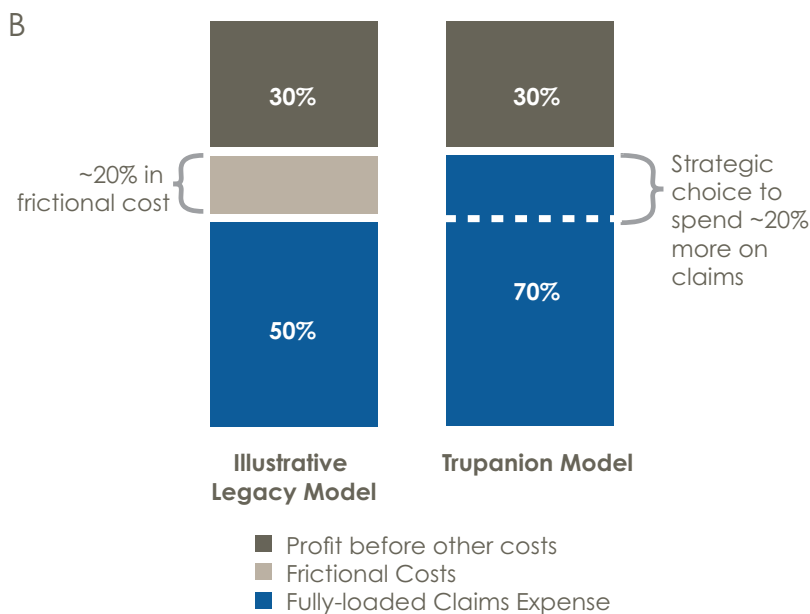 B
30%
30%
~20% in
frictional cost
Strategic
choice to
spend ~20%
more on
claims
50%
70%
Illustrative
Legacy Model
Trupanion Model
Profit before other costs
Frictional Costs
Fully-loaded Claims Expense